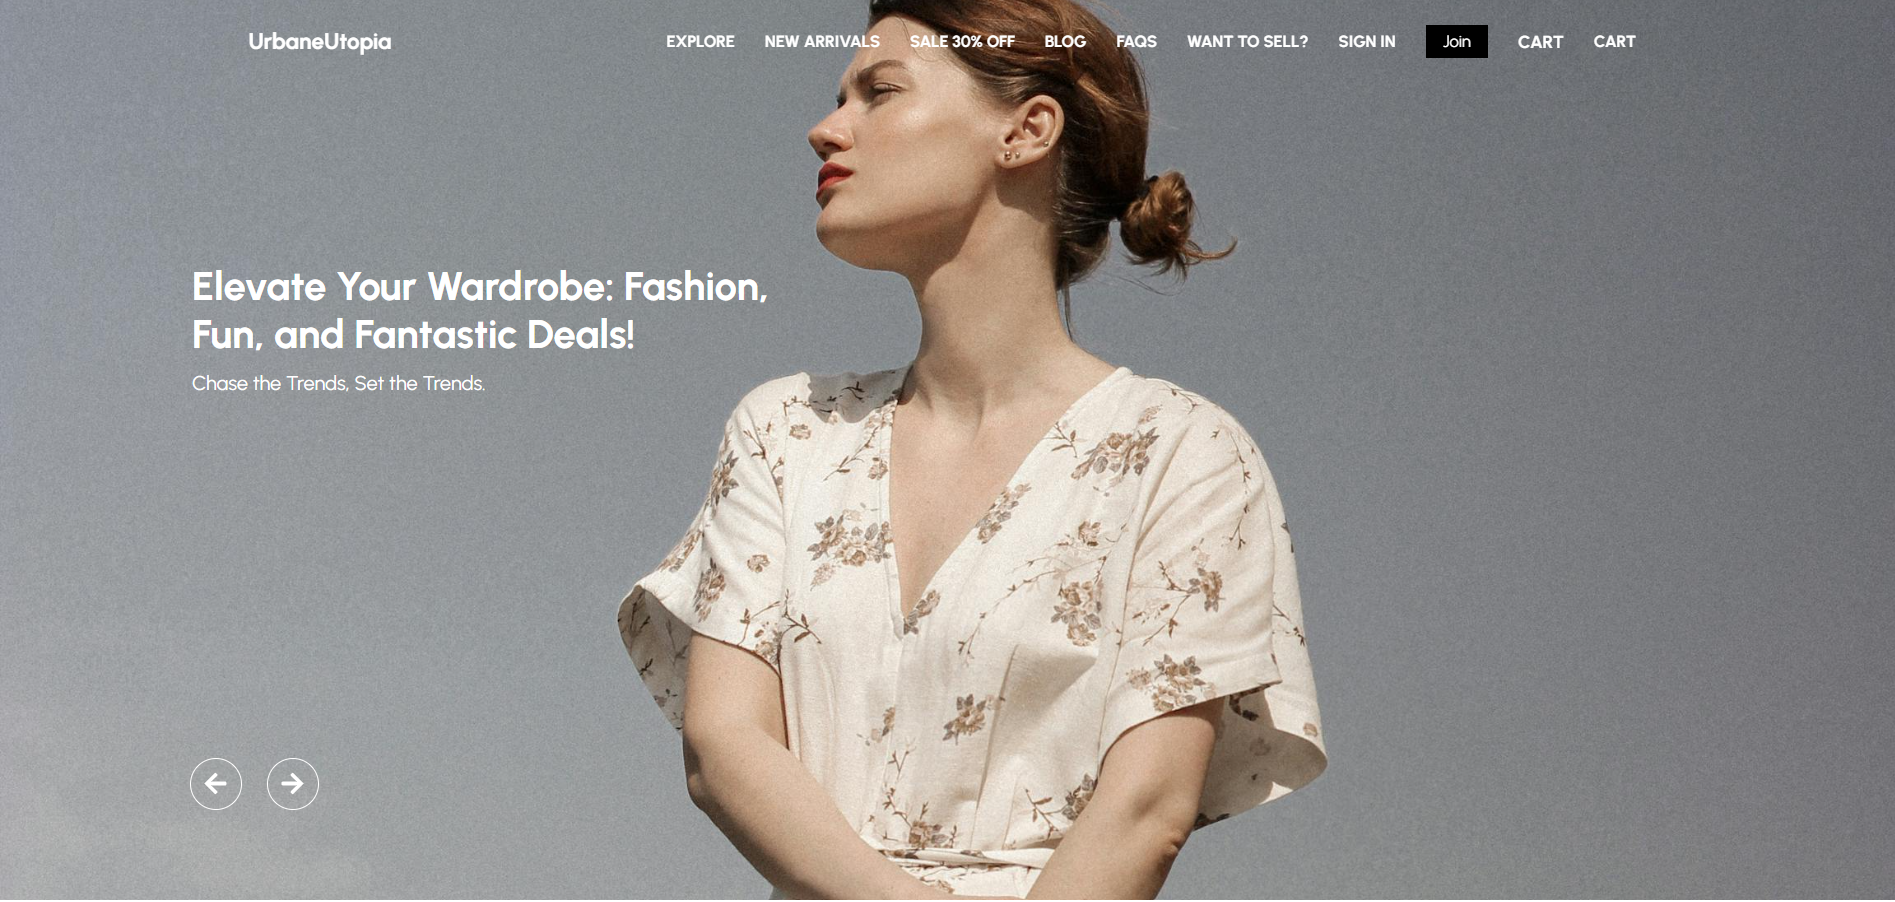 UrbaneUtopia EXPLORE NEW ARRIVALS SALE 30% OFF BLOG FAQS WANT TO SELL? SIGN IN Join CART CART
Elevate Your Wardrobe: Fashion,
Fun, and Fantastic Deals!
Chase the Trends, Set the Trends.